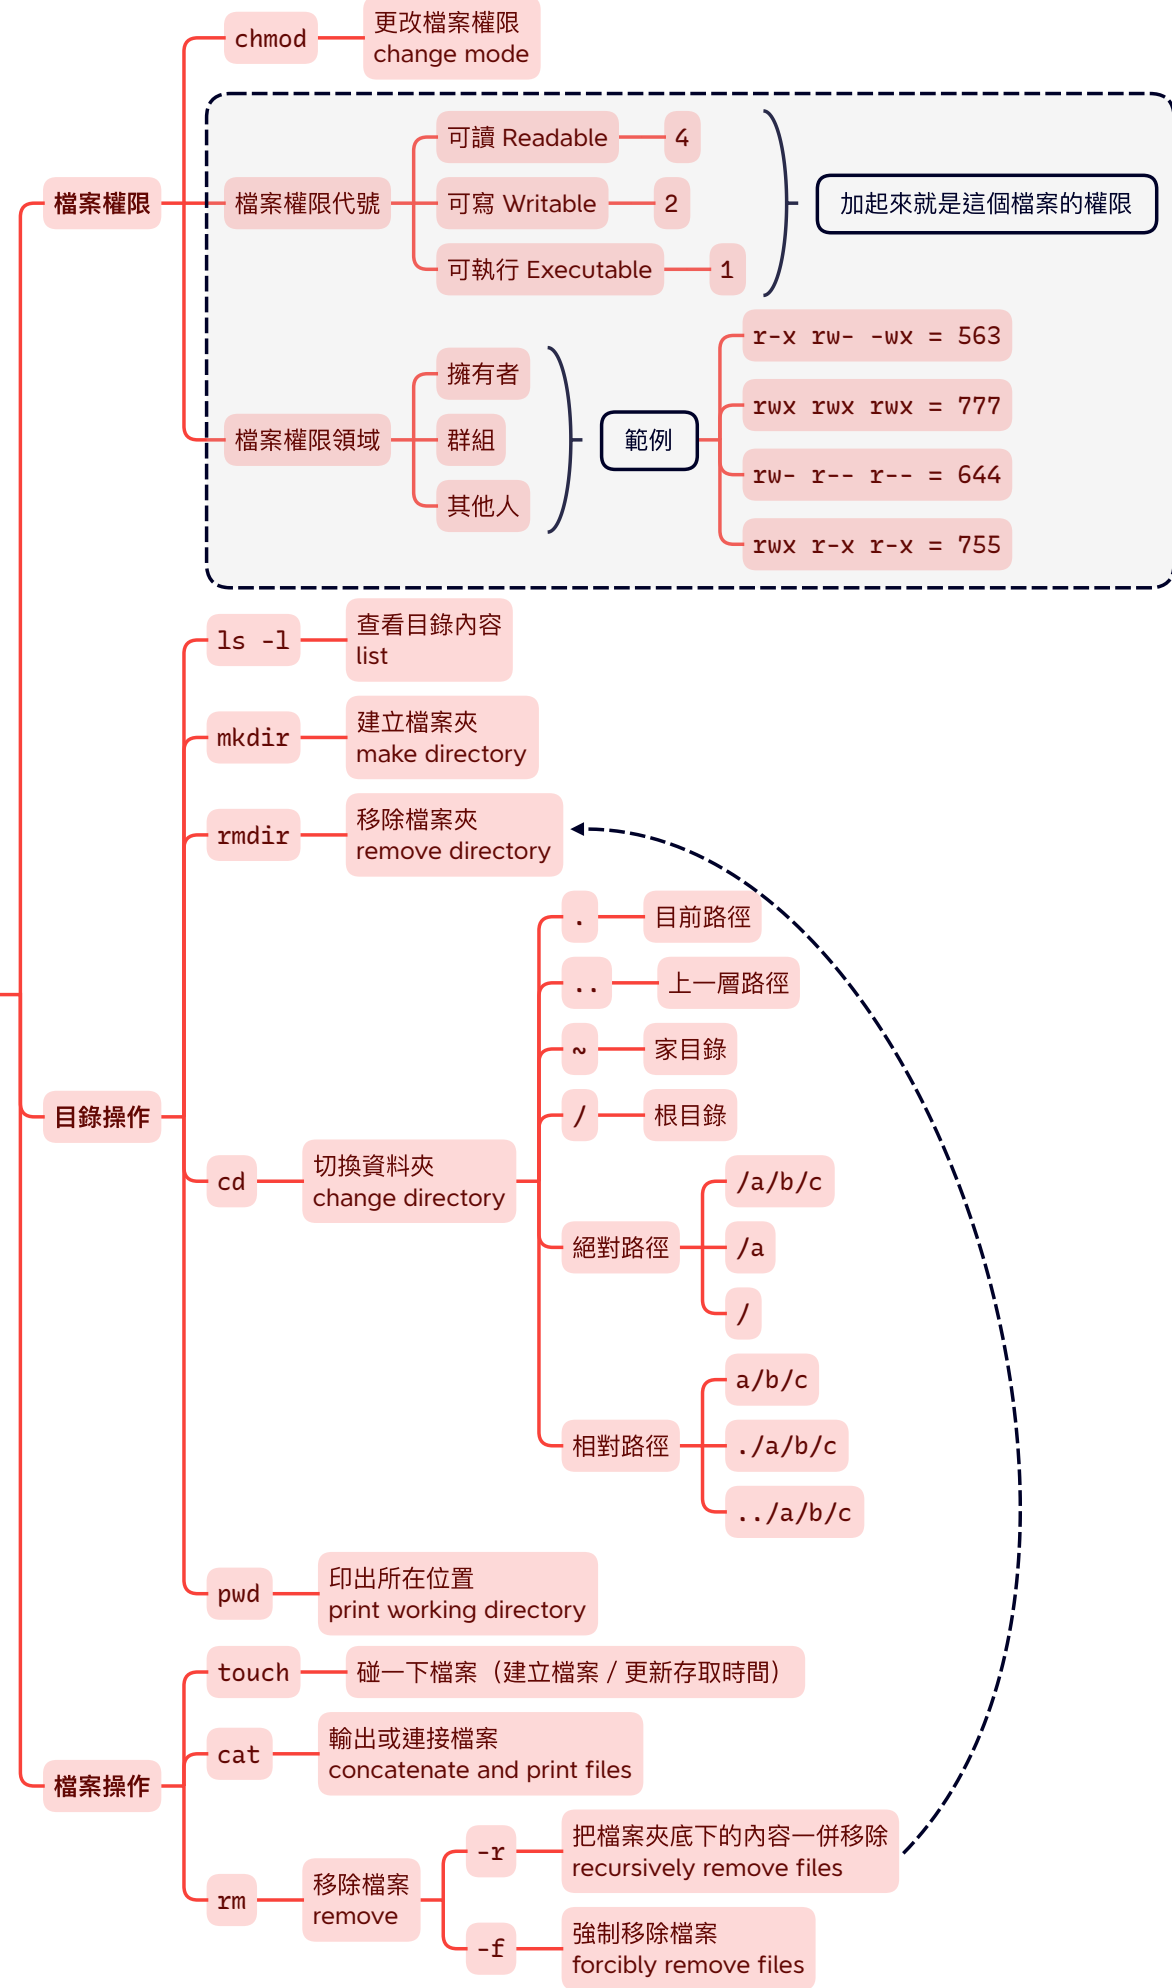 檔案權限
chmod
更改檔案權限
change mode
檔案權限代號
可讀 Readable
4
可寫 Writable
2
可執行 Executable
1
加起來就是這個檔案的權限
檔案權限領域
擁有者
群組
其他人
範例
r-x rw- -wx = 563
rwx rwx rwx = 777
rw- r-- r-- = 644
rwx r-x r-x = 755
目錄操作
ls -l
查看目錄內容
list
mkdir
建立檔案夾
make directory
rmdir
移除檔案夾
remove directory
cd
切換資料夾
change directory
.
目前路徑
..
上一層路徑
~
家目錄
/
根目錄
絕對路徑
/a/b/c
/a
/
相對路徑
a/b/c
./a/b/c
../a/b/c
pwd
印出所在位置
print working directory
檔案操作
touch
碰一下檔案（建立檔案 / 更新存取時間）
cat
輸出或連接檔案
concatenate and print files
rm
移除檔案
remove
-r
把檔案夾底下的內容一併移除
recursively remove files
-f
強制移除檔案
forcibly remove files